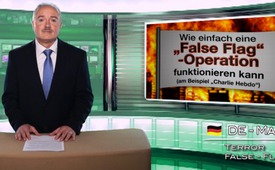 Wie einfach eine
„False Flag“
-Operation
funktionieren kann
(am Beispiel „Charlie Hebdo“)
DE - MA
TERROR
FALSE - FL